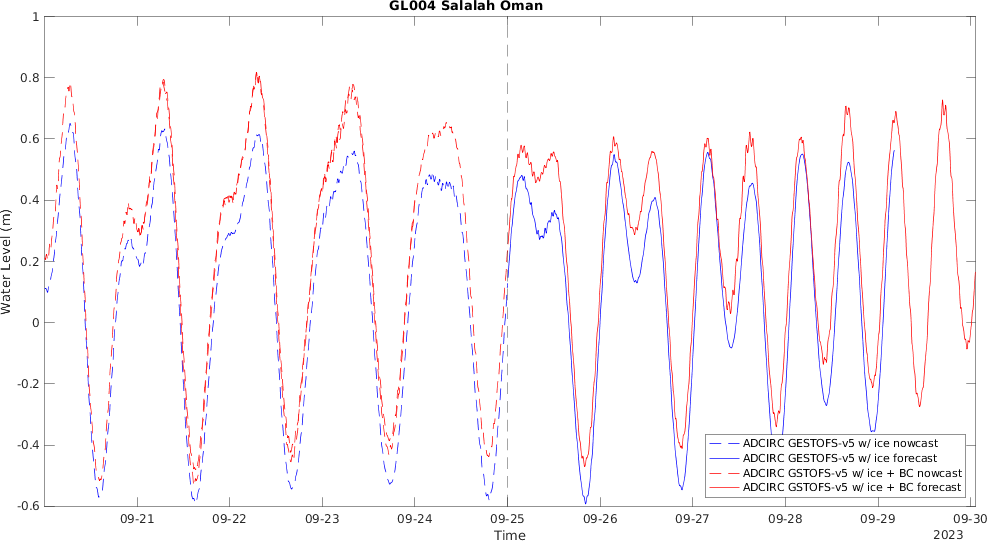 GL004 Salalah Oman
Water Level (m)
1
0.8
0.6
0.4
0.2
0
-0.2
-0.4
-0.6
ADCIRC GESTOFS-v5 w/ ice nowcast
ADCIRC GESTOFS-v5 w/ ice forecast
ADCIRC GSTOFS-v5 w/ ice + BC nowcast
ADCIRC GSTOFS-v5 w/ ice + BC forecast
09-21 09-22 09-23 09-24 09-25 09-26 09-27 09-28 09-29 09-30
Time
2023